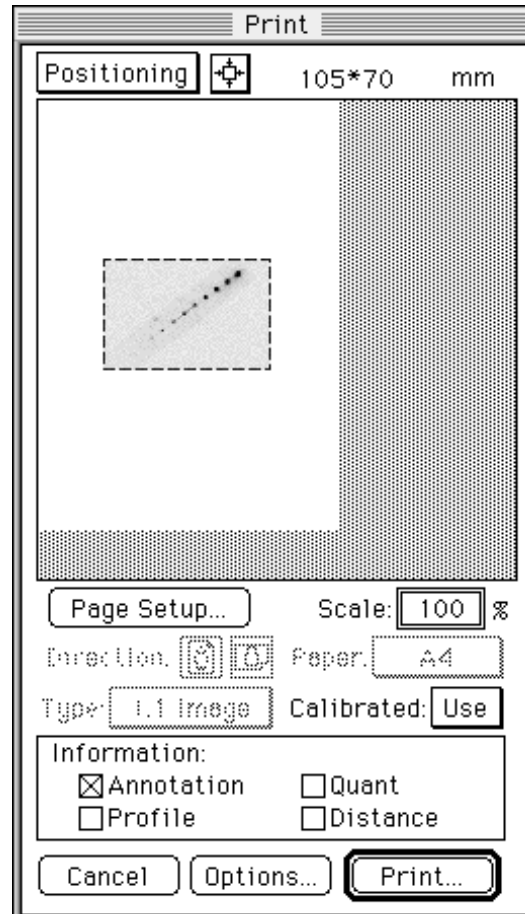 Print
Positioning 105*70 mm
Page Setup... Scale: 100 %
Direction. Paper. A4
Type: 1.1 Image Calibrated: Use
Information:
Annotation Quant
Profile Distance
Cancel Options... Print...